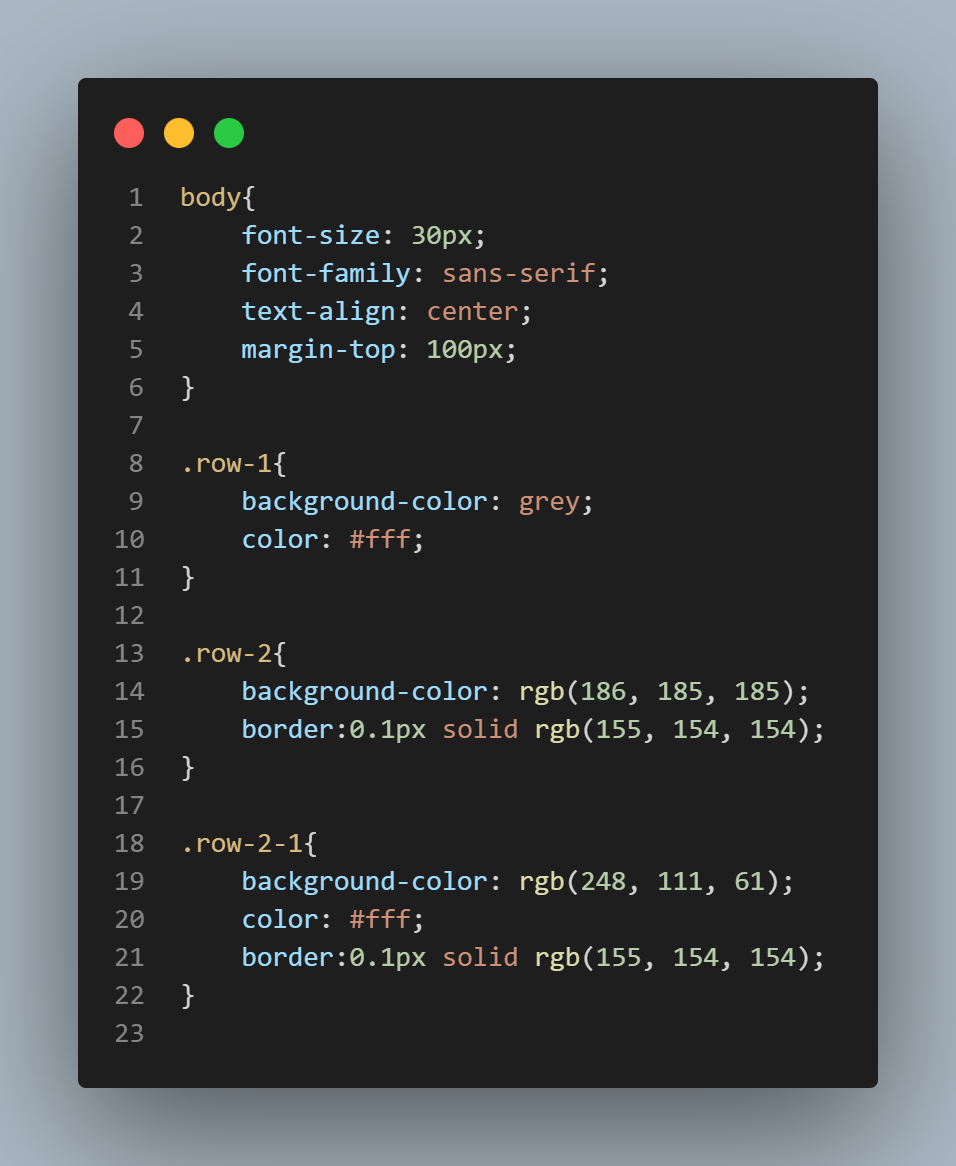 1 body{
2     font-size: 30px;
3     font-family: sans-serif;
4     text-align: center;
5     margin-top: 100px;
6 }
7
8 .row-1{
9     background-color: grey;
10     color: #fff;
11 }
12
13 .row-2{
14     background-color: rgb(186, 185, 185);
15     border:0.1px solid rgb(155, 154, 154);
16 }
17
18 .row-2-1{
19     background-color: rgb(248, 111, 61);
20     color: #fff;
21     border:0.1px solid rgb(155, 154, 154);
22 }
23